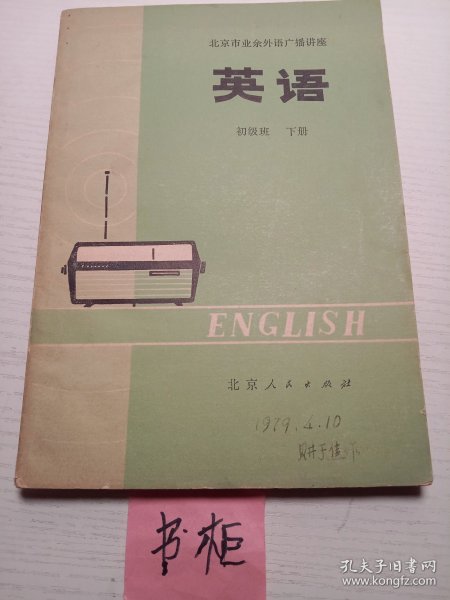 北京市业余外语广播讲座
英语
初级班 下册
ENGLISH
北京人民出版社
1979.4.10
购于
书柜
孔夫子旧书网
www.kongfz.com